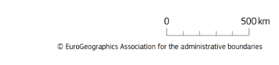 0 500 km
© EuroGeographics Association for the administrative boundaries